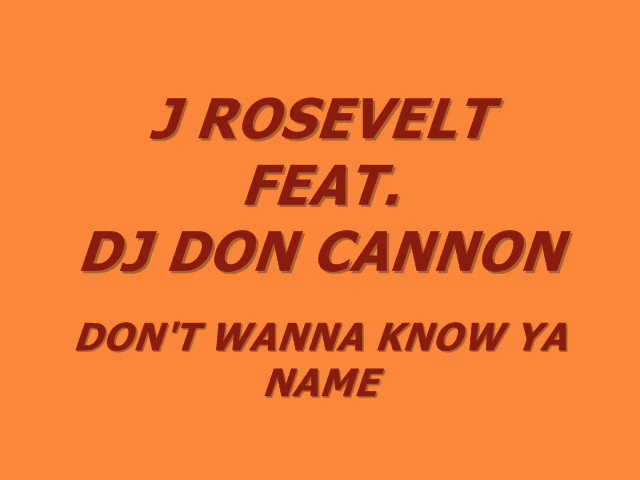 J ROSEVELT
FEAT.
DJ DON CANNON
DON'T WANNA KNOW YA
NAME